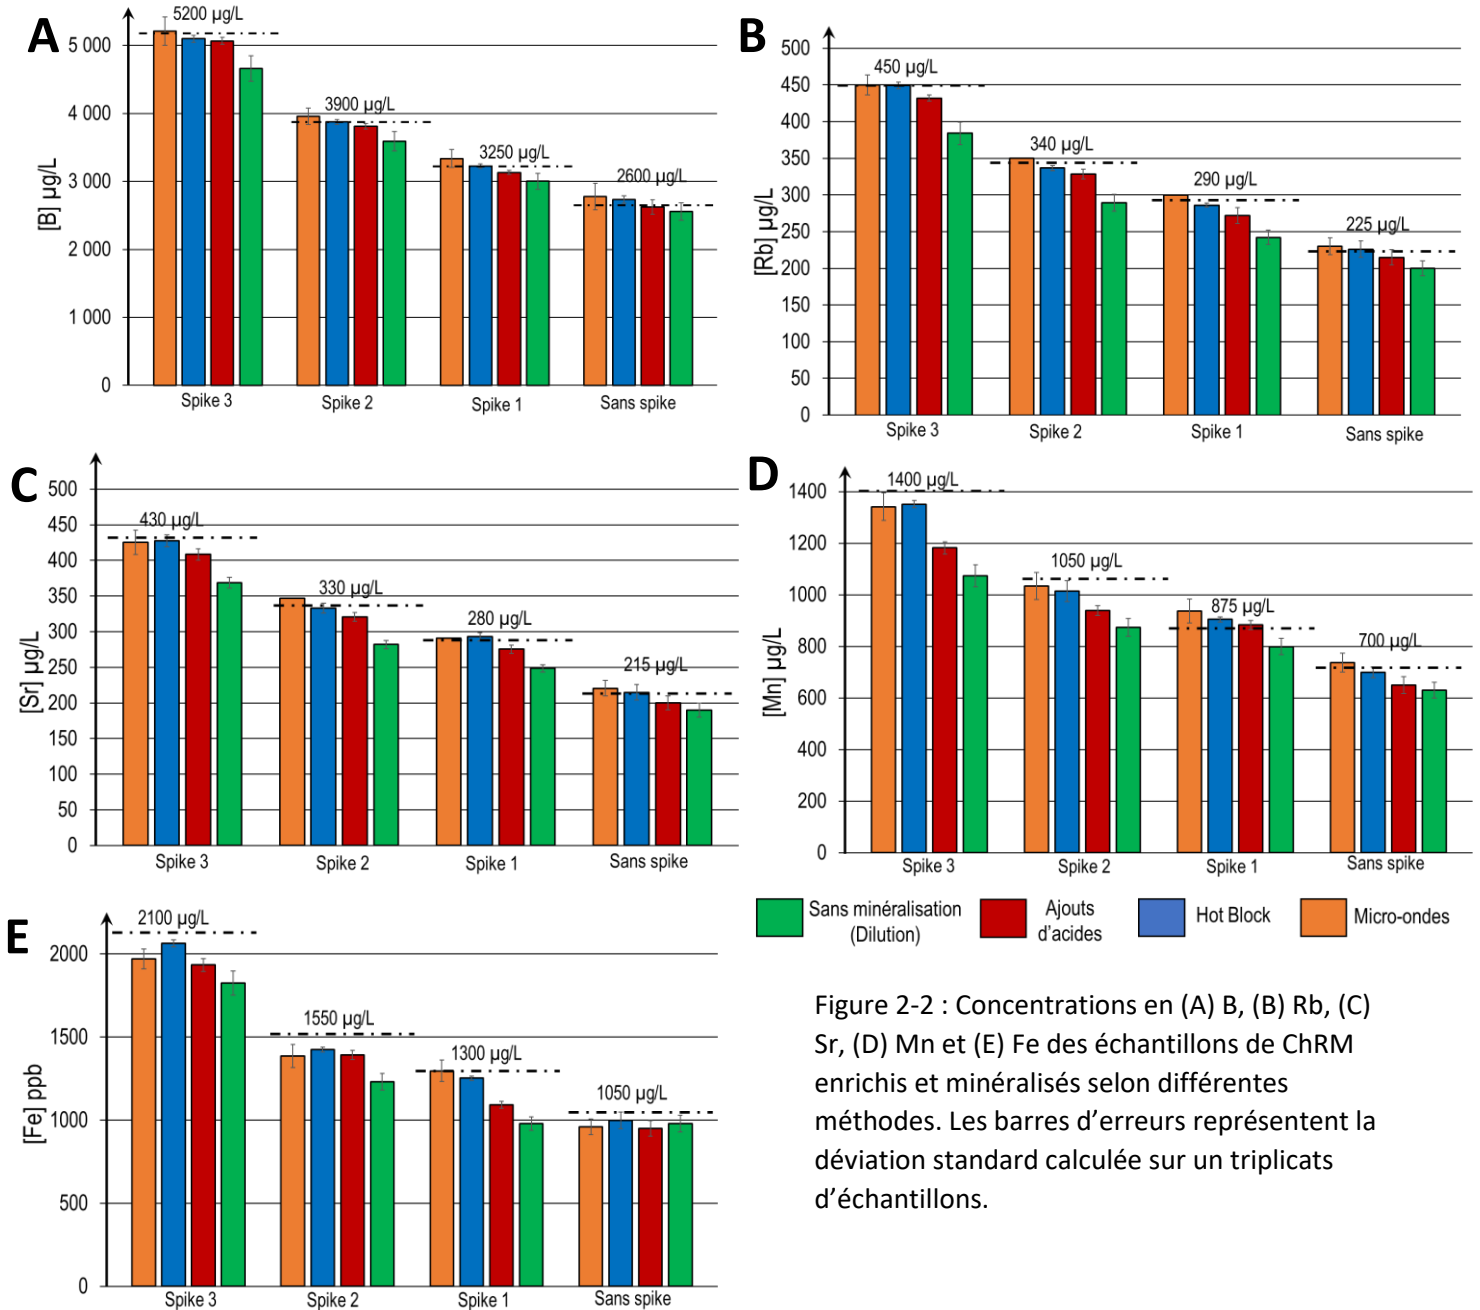 A
[B] µg/L
5 000
4 000
3 000
2 000
1 000
0
5200 µg/L
3900 µg/L
3250 µg/L
2600 µg/L
Spike 3
Spike 2
Spike 1
Sans spike
B
[Rb] µg/L
500
450
400
350
300
250
200
150
100
50
0
450 µg/L
340 µg/L
290 µg/L
225 µg/L
Spike 3
Spike 2
Spike 1
Sans spike
C
[Sr] µg/L
500
450
400
350
300
250
200
150
100
50
0
430 µg/L
330 µg/L
280 µg/L
215 µg/L
Spike 3
Spike 2
Spike 1
Sans spike
D
[Mn] µg/L
1400
1200
1000
800
600
400
200
0
1400 µg/L
1050 µg/L
875 µg/L
700 µg/L
Spike 3
Spike 2
Spike 1
Sans spike
Sans minéralisation
(Dilution)
Ajouts
d’acides
Hot Block
Micro-ondes
E
[Fe] ppb
2000
1500
1000
500
0
2100 µg/L
1550 µg/L
1300 µg/L
1050 µg/L
Spike 3
Spike 2
Spike 1
Sans spike
Figure 2-2 : Concentrations en (A) B, (B) Rb, (C)
Sr, (D) Mn et (E) Fe des échantillons de ChRM
enrichis et minéralisés selon différentes
méthodes. Les barres d’erreurs représentent la
déviation standard calculée sur un triplicats
d’échantillons.